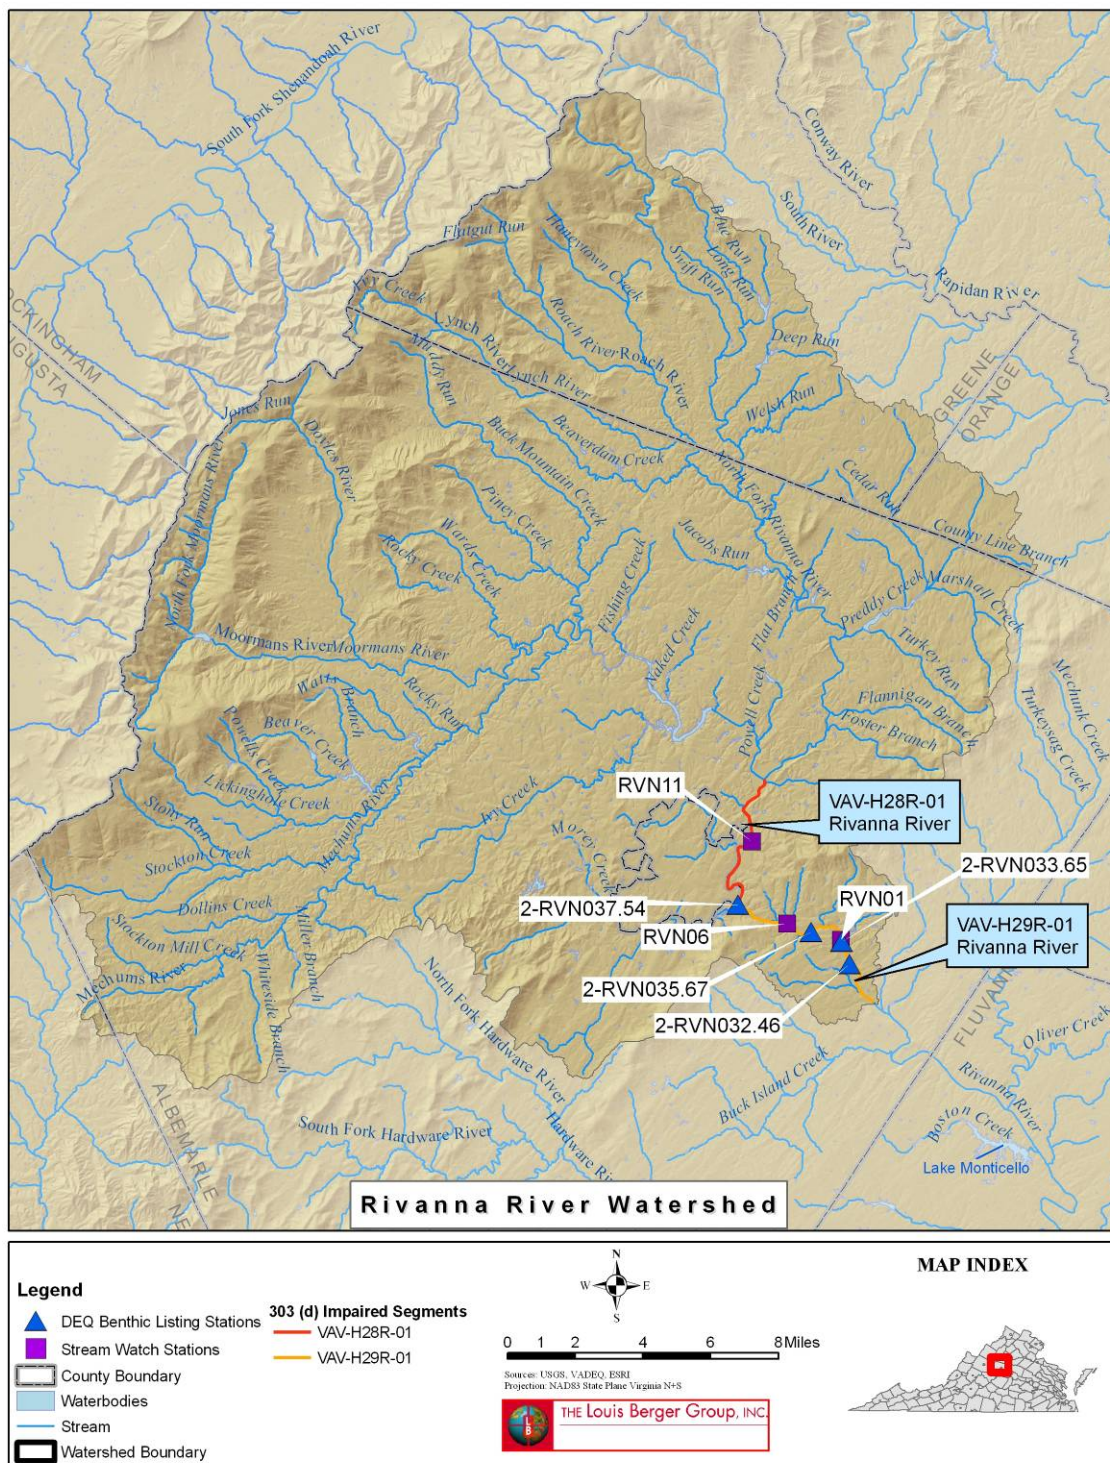 South Fork Shenandoah River
Conway River
South River
Rapidan River
Blue Run
Long Run
Swift Run
Flutgut Run
Haneytown Creek
Ivy Creek
Lynch River
Roach River
Roach River
Deep Run
GREENE
ORANGE
Muddy Run
Lynch River
Welsh Run
Jones Run
Doyles River
Buck Mountain Creek
Beaverdam Creek
North Fork Rivanna River
Cedar Run
County Line Branch
North Fork Moormans River
Piney Creek
Wards Creek
Rocky Creek
Fishing Creek
Jacobs Run
Flat Branch
Preddy Creek
Marshall Creek
Moormans River
Moormans River
Naked Creek
Turkey Run
Mechunk Creek
Turkeysag Creek
Watts Branch
Rocky Run
Powell Creek
Flannigan Branch
Foster Branch
Powells Creek
Beaver Creek
Lickinghole Creek
Mechums River
Ivy Creek
RVN11
VAV-H28R-01
Rivanna River
Stony Run
Stockton Creek
Morey Creek
2-RVN033.65
RVN01
Dollins Creek
2-RVN037.54
RVN06
VAV-H29R-01
Rivanna River
Stockton Mill Creek
Miller Branch
Mechums River
Whiteside Branch
2-RVN035.67
2-RVN032.46
North Fork Hardware River
Oliver Creek
Buck Island Creek
Rivanna River
ALBEMARLE
South Fork Hardware River
Boston Creek
Lake Monticello
Rivanna River Watershed
Legend
DEQ Benthic Listing Stations
Stream Watch Stations
County Boundary
Waterbodies
Stream
Watershed Boundary
303 (d) Impaired Segments
VAV-H28R-01
VAV-H29R-01
N
W E
S
0 1 2 4 6 8 Miles
Sources: USGS, VADEQ, ESRI
Projection: NAD83 State Plane Virginia N+S
L
B
THE Louis Berger Group, INC.
MAP INDEX